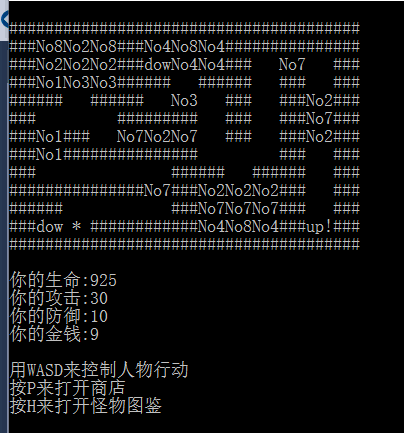 #######################################
###No8No2No8###No4No8No4###############
###No2No2No2###dowNo4No4###   No7   ###
###No1No3No3######   ######   ###   ###
######   ######   No3   ###   ###No2###
###         #########   ###   ###No7###
###No1###   No7No2No7   ###   ###No2###
###No1###############         ###   ###
###               ######   ######   ###
###############No7###No2No2No2###   ###
######            ###No7No7No7###   ###
###dow * ############No4No8No4###up!###
#######################################
你的生命:925
你的攻击:30
你的防御:10
你的金钱:9
用WASD来控制人物行动
按P来打开商店
按H来打开怪物图鉴